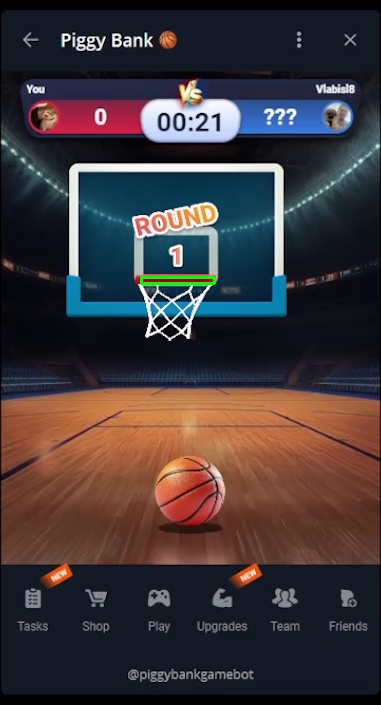 Piggy Bank 🏀
You
VS
Vlabisl8
0
00:21
???
ROUND
1
NEW
NEW
Tasks
Shop
Play
Upgrades
Team
Friends
@piggybankgamebot